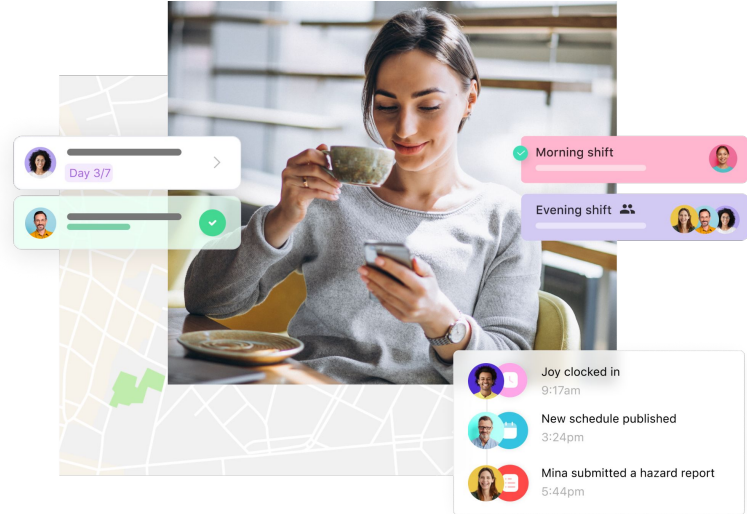 Day 3/7
Morning shift
Evening shift
Joy clocked in
9:17am
New schedule published
3:24pm
Mina submitted a hazard report
5:44pm